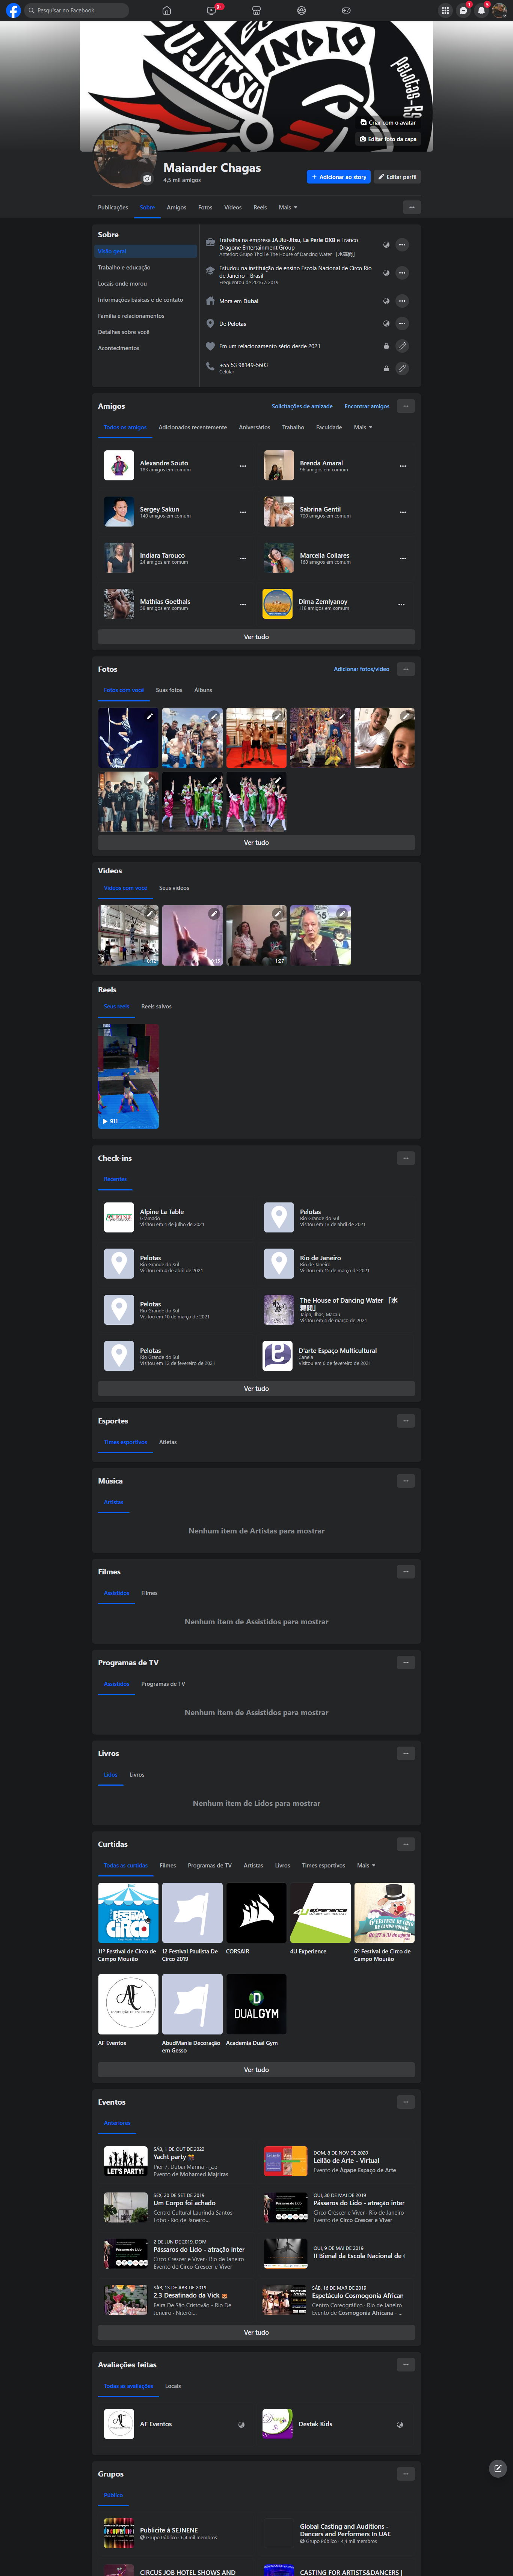 Pesquisar no Facebook
9+
1
5
JIU-JITSU
ÍNDIO
pelotas-RS
Criar com o avatar
Editar foto da capa
Maiander Chagas
4,5 mil amigos
Adicionar ao story
Editar perfil
Publicações
Sobre
Amigos
Fotos
Vídeos
Reels
Mais
Sobre
Visão geral
Trabalho e educação
Locais onde morou
Informações básicas e de contato
Família e relacionamentos
Detalhes sobre você
Acontecimentos
Trabalha na empresa JA Jiu-Jitsu, La Perle DXB e Franco
Dragone Entertainment Group
Anterior: Grupo Tholl e The House of Dancing Water 「水舞間」
Estudou na instituição de ensino Escola Nacional de Circo Rio
de Janeiro - Brasil
Frequentou de 2016 a 2019
Mora em Dubai
De Pelotas
Em um relacionamento sério desde 2021
+55 53 98149-5603
Celular
Amigos
Solicitações de amizade
Encontrar amigos
Todos os amigos
Adicionados recentemente
Aniversários
Trabalho
Faculdade
Mais
Alexandre Souto
183 amigos em comum
Brenda Amaral
96 amigos em comum
Sergey Sakun
140 amigos em comum
Sabrina Gentil
700 amigos em comum
Indiara Tarouco
24 amigos em comum
Marcella Collares
168 amigos em comum
Mathias Goethals
58 amigos em comum
Dima Zemlyanoy
118 amigos em comum
Ver tudo
Fotos
Adicionar fotos/vídeo
Fotos com você
Suas fotos
Álbuns
Ver tudo
Vídeos
Vídeos com você
Seus vídeos
1:27
Reels
Seus reels
Reels salvos
911
Check-ins
Recentes
Alpine La Table
Gramado
Visitou em 4 de julho de 2021
Pelotas
Rio Grande do Sul
Visitou em 13 de abril de 2021
Pelotas
Rio Grande do Sul
Visitou em 4 de abril de 2021
Rio de Janeiro
Rio de Janeiro
Visitou em 15 de março de 2021
Pelotas
Rio Grande do Sul
Visitou em 10 de março de 2021
The House of Dancing Water 「水
舞間」
Taipa, Ilhas, Macau
Visitou em 4 de março de 2021
Pelotas
Rio Grande do Sul
Visitou em 12 de fevereiro de 2021
D'arte Espaço Multicultural
Canela
Visitou em 6 de fevereiro de 2021
Ver tudo
Esportes
Times esportivos
Atletas
Música
Artistas
Nenhum item de Artistas para mostrar
Filmes
Assistidos
Filmes
Nenhum item de Assistidos para mostrar
Programas de TV
Assistidos
Programas de TV
Nenhum item de Assistidos para mostrar
Livros
Lidos
Livros
Nenhum item de Lidos para mostrar
Curtidas
Todas as curtidas
Filmes
Programas de TV
Artistas
Livros
Times esportivos
Mais
11º Festival de Circo de
Campo Mourão
12 Festival Paulista De
Circo 2019
CORSAIR
4U Experience
6º Festival de Circo de
Campo Mourão
DUALGYM
AF Eventos
AbudMania Decoração
em Gesso
Academia Dual Gym
Ver tudo
Eventos
Anteriores
LET'S PARTY!
SÁB, 1 DE OUT DE 2022
Yacht party
Pier 7, Dubai Marina - دبي
Evento de Mohamed Majriras
DOM, 8 DE NOV DE 2020
Leilão de Arte - Virtual
Evento de Ágape Espaço de Arte
SEX, 20 DE SET DE 2019
Um Corpo foi achado
Centro Cultural Laurinda Santos
Lobo · Rio de Janeiro...
QUI, 30 DE MAI DE 2019
Pássaros do Lido - atração inter
Circo Crescer e Viver · Rio de Janeiro
Evento de Circo Crescer e Viver
2 DE JUN DE 2019, DOM
Pássaros do Lido - atração inter
Circo Crescer e Viver · Rio de Janeiro
Evento de Circo Crescer e Viver
QUI, 9 DE MAI DE 2019
II Bienal da Escola Nacional de
SÁB, 13 DE ABR DE 2019
2.3 Desafinado da Vick
Feira De São Cristovão - Rio De
Janeiro · Niterói...
SÁB, 16 DE MAR DE 2019
Espetáculo Cosmogonia African
Centro Coreográfico · Rio de Janeiro
Evento de Cosmogonia Africana - ...
Ver tudo
Avaliações feitas
Todas as avaliações
Locais
AF Eventos
Destak Kids
Grupos
Público
Publicite à SEJNENE
Grupo Público · 6,4 mil membros
Global Casting and Auditions -
Dancers and Performers In UAE
Grupo Público · 4,4 mil membros
CIRCUS JOB HOTEL SHOWS AND
CASTING FOR ARTISTS&DANCERS |